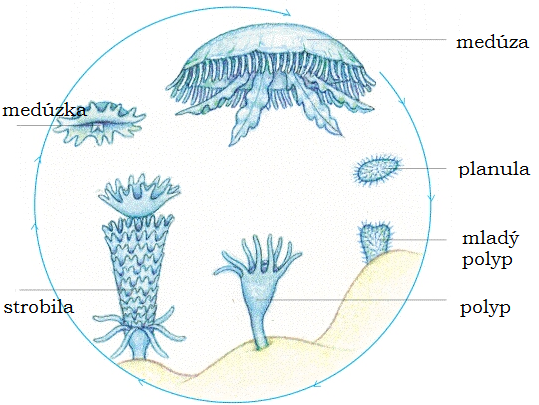 medúza
medúzka
planula
mladý
polyp
strobila
polyp